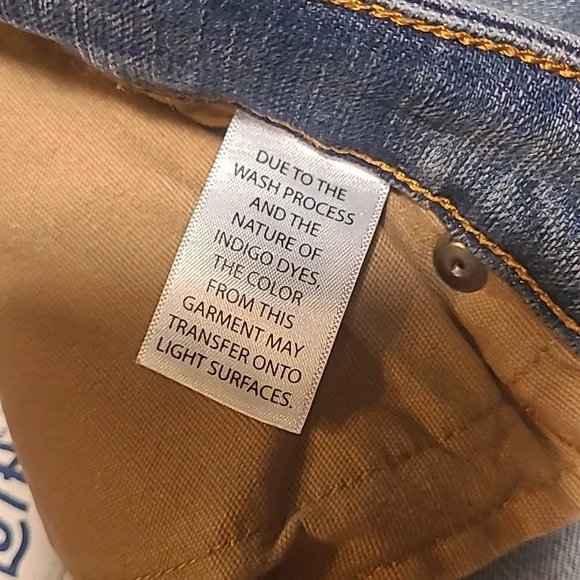 DUE TO THE
WASH PROCESS
AND THE
NATURE OF
INDIGO DYES,
THE COLOR
FROM THIS
GARMENT MAY
TRANSFER ONTO
LIGHT SURFACES.